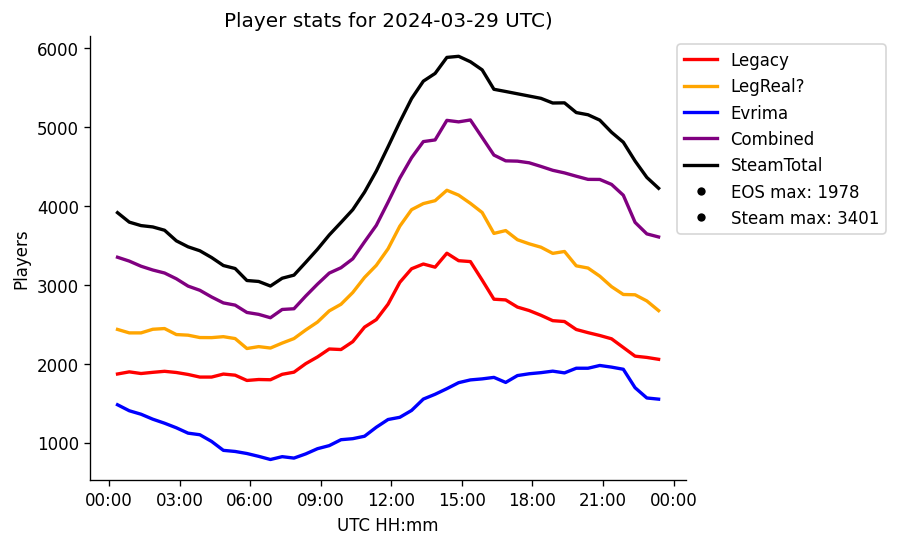 Player stats for 2024-03-29 UTC)
6000
5000
4000
3000
2000
1000
Players
00:00 03:00 06:00 09:00 12:00 15:00 18:00 21:00 00:00
UTC HH:mm
Legacy
LegReal?
Evrima
Combined
SteamTotal
EOS max: 1978
Steam max: 3401